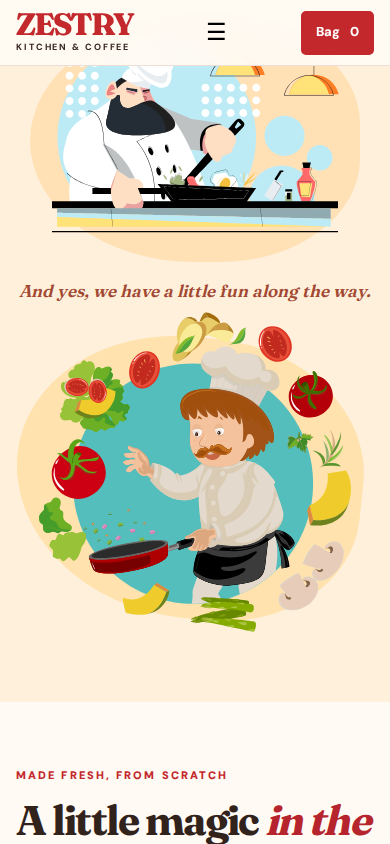 ZESTRY
KITCHEN & COFFEE
Bag 0
And yes, we have a little fun along the way.
MADE FRESH, FROM SCRATCH
A little magic in the